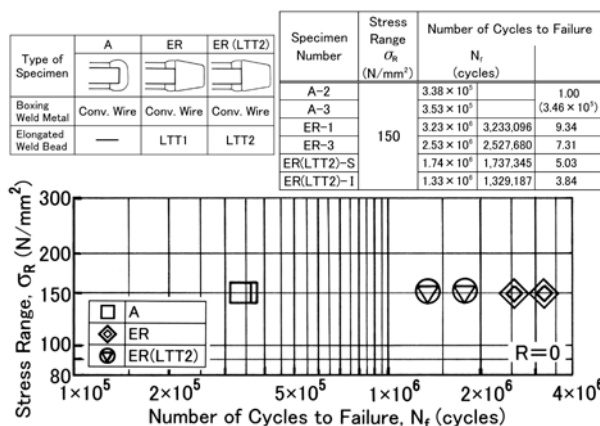 Type of Specimen A ER ER (LTT2)
Boxing Weld Metal Conv. Wire Conv. Wire Conv. Wire
Elongated Weld Bead — LTT1 LTT2
Specimen Number Stress Range σR (N/mm²) Number of Cycles to Failure Nf (cycles)
A-2 3.38 × 10⁵ 1.00
A-3 3.53 × 10⁵ (3.46 × 10⁵)
150
ER-1 3.23 × 10⁶ 3,233,096 9.34
ER-3 2.53 × 10⁶ 2,527,680 7.31
ER(LTT2)-S 1.74 × 10⁶ 1,737,345 5.03
ER(LTT2)-I 1.33 × 10⁶ 1,329,187 3.84
Stress Range, σR (N/mm²)
300
200
150
100
80
A
ER
ER(LTT2)
R=0
1×10⁵ 2×10⁵ 5×10⁵ 1×10⁶ 2×10⁶ 4×10⁶
Number of Cycles to Failure, Nf (cycles)